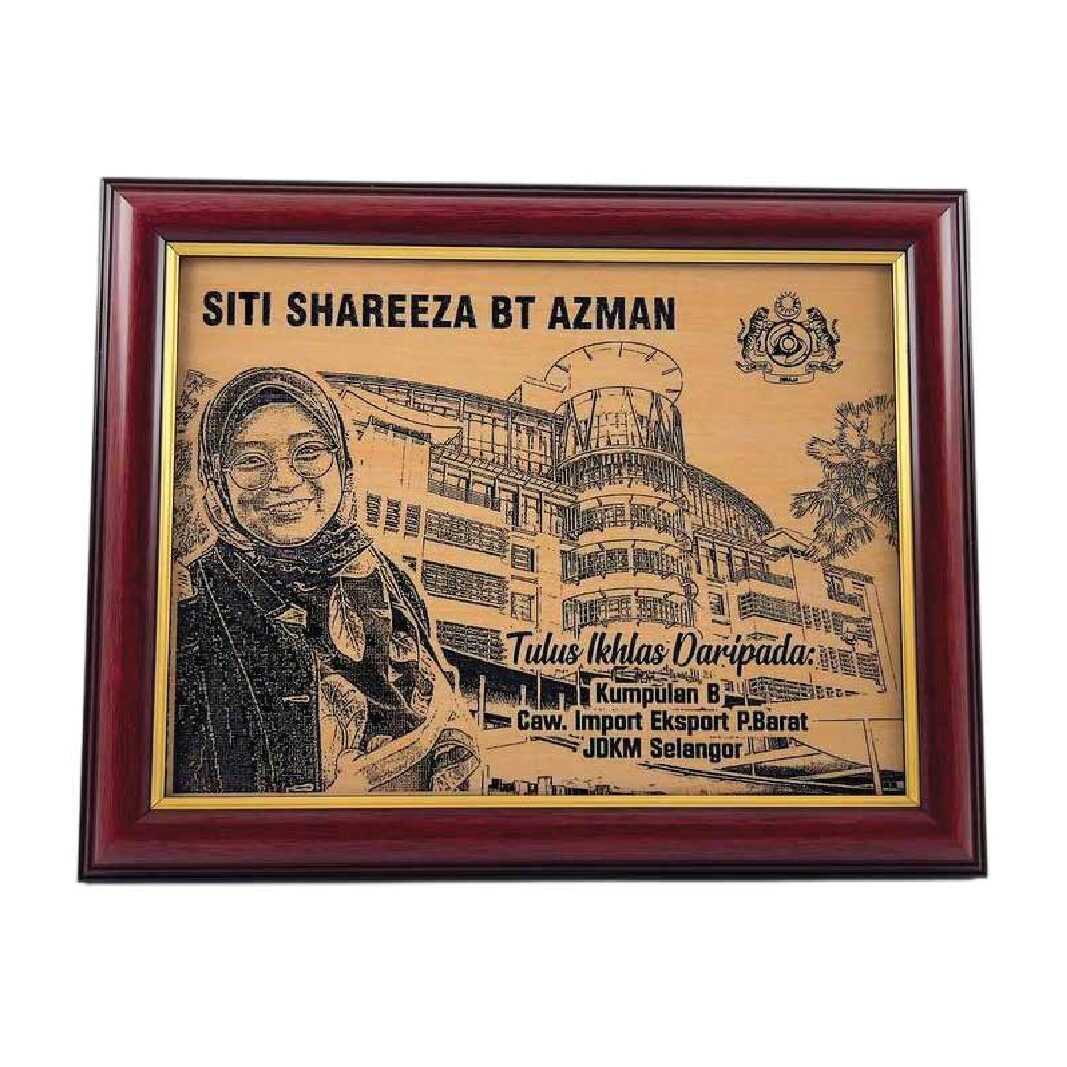 SITI SHAREEZA BT AZMAN
Tulus Ikhlas Daripada:
Kumpulan B
Caw. Import Eksport P.Barat
JDKM Selangor